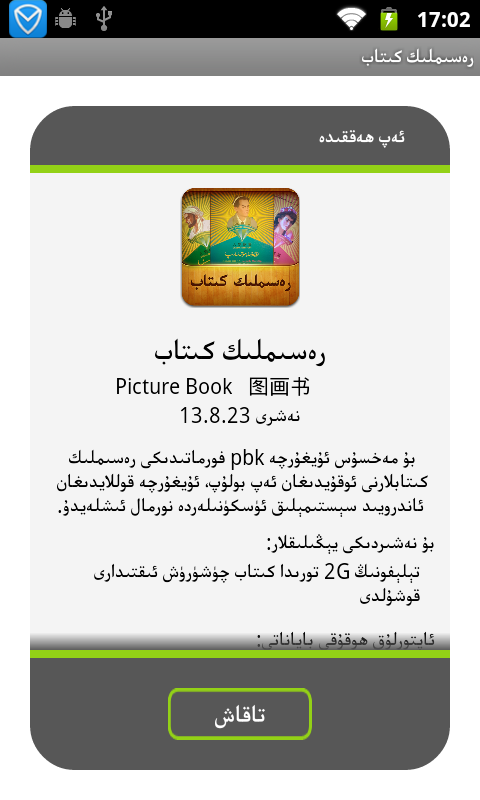 17:02
رەسىملىك كىتاب
ئەپ ھەققىدە
رەسىملىك كىتاب
رەسىملىك كىتاب
Picture Book 图画书
نەشرى 13.8.23
بۇ مەخسۇس ئۇيغۇرچە pbk فورماتىدىكى رەسىملىك
كىتابلارنى ئوقۇيدىغان ئەپ بولۇپ، ئۇيغۇرچە قوللايدىغان
ئاندرويىد سىستىمېلىق ئۈسكۈنىلەردە نورمال ئىشلەيدۇ.
بۇ نەشىردىكى يېڭىلىقلار:
تېلېفوننىڭ 2G تورىدا كىتاب چۈشۈرۈش ئىقتىدارى
قوشۇلدى
ئاپتورلۇق ھوقۇقى باياناتى:
تاقاش